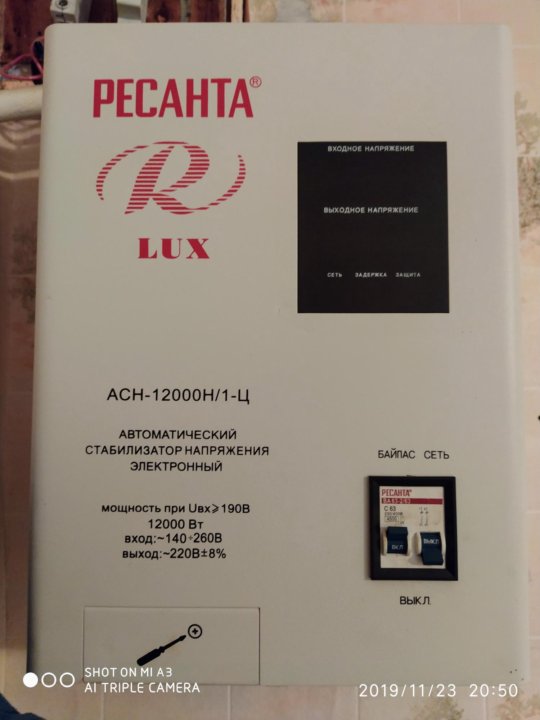 РЕСАНТА®
R
LUX
ВХОДНОЕ НАПРЯЖЕНИЕ
ВЫХОДНОЕ НАПРЯЖЕНИЕ
СЕТЬ ЗАДЕРЖКА ЗАЩИТА
АСН-12000Н/1-Ц
АВТОМАТИЧЕСКИЙ
СТАБИЛИЗАТОР НАПРЯЖЕНИЯ
ЭЛЕКТРОННЫЙ
мощность при Uвх≥190В
12000 Вт
вход:~140÷260В
выход:~220В±8%
БАЙПАС СЕТЬ
РЕСАНТА
C 63
ВКЛ ВЫКЛ
ВЫКЛ.
SHOT ON MI A3
AI TRIPLE CAMERA
2019/11/23 20:50